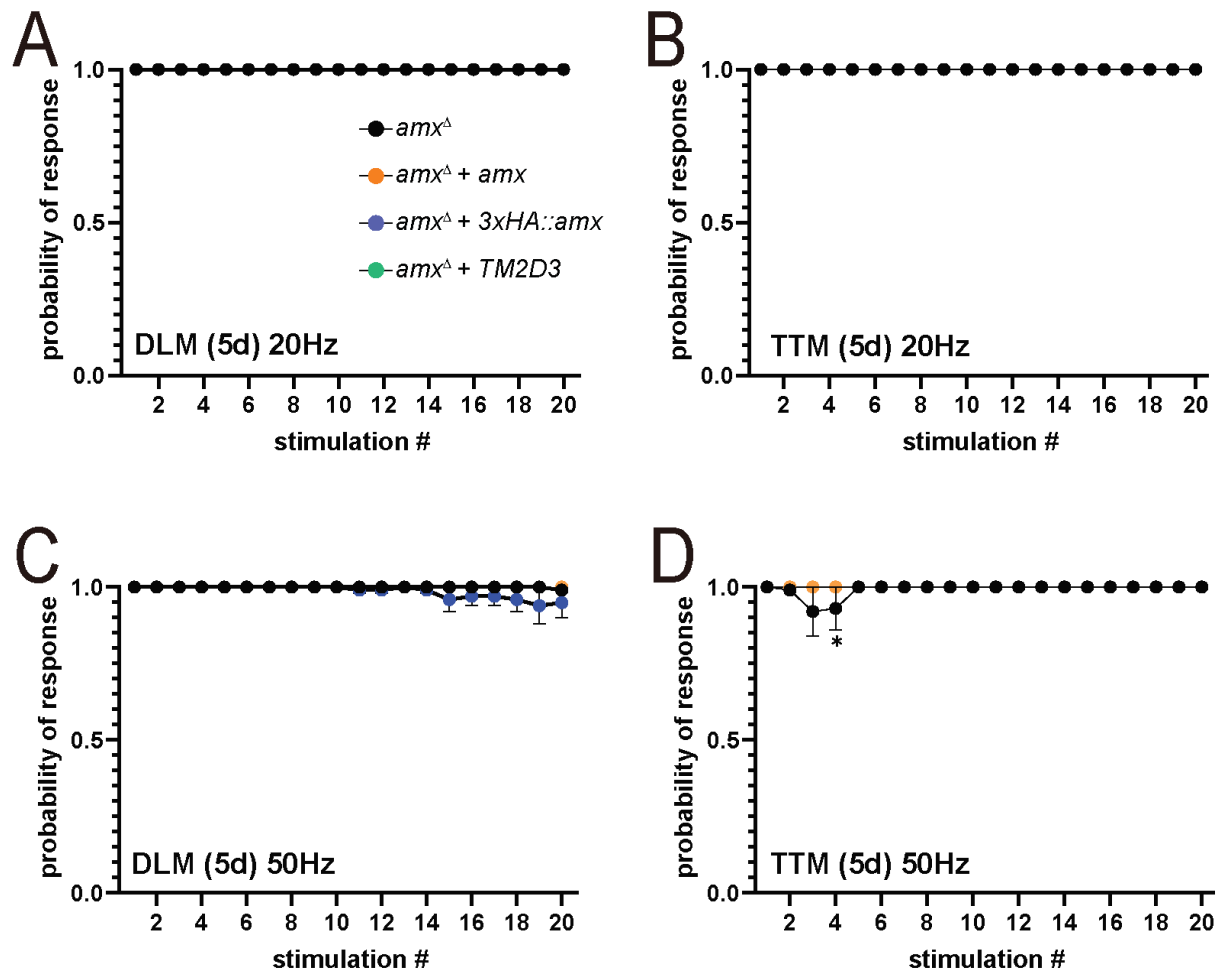 A
probability of response
1.0
0.5
0.0
amxΔ
amxΔ + amx
amxΔ + 3xHA::amx
amxΔ + TM2D3
DLM (5d) 20Hz
2 4 6 8 10 12 14 16 18 20
stimulation #
B
probability of response
1.0
0.5
0.0
TTM (5d) 20Hz
2 4 6 8 10 12 14 16 18 20
stimulation #
C
probability of response
1.0
0.5
0.0
DLM (5d) 50Hz
2 4 6 8 10 12 14 16 18 20
stimulation #
D
probability of response
1.0
*
0.5
0.0
TTM (5d) 50Hz
2 4 6 8 10 12 14 16 18 20
stimulation #